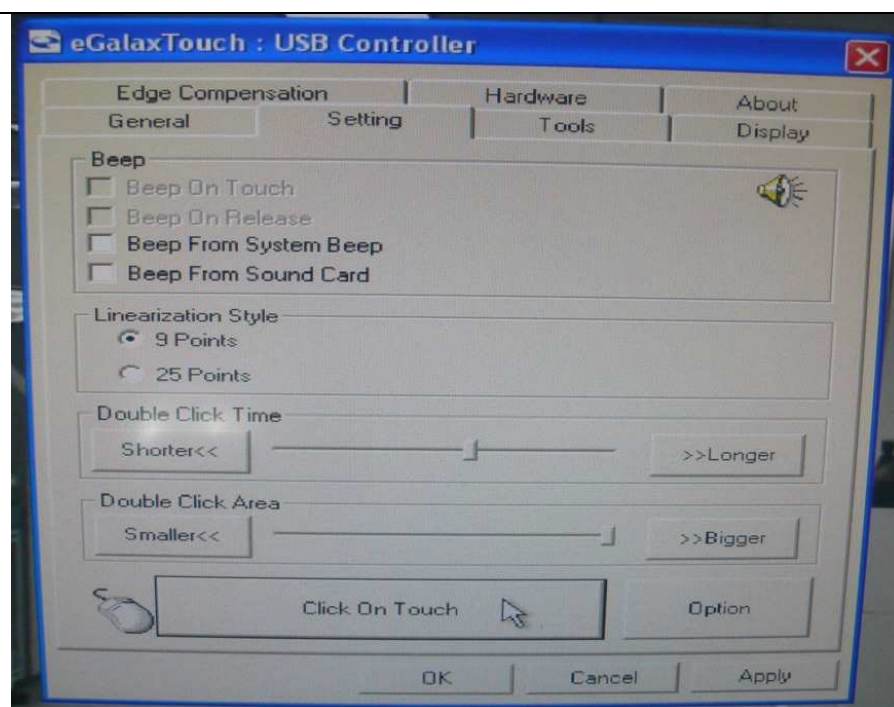 eGalaxTouch : USB Controller
Edge Compensation Hardware About
General Setting Tools Display
Beep
Beep On Touch
Beep On Release
Beep From System Beep
Beep From Sound Card
Linearization Style
9 Points
25 Points
Double Click Time
Shorter<< >>Longer
Double Click Area
Smaller<< >>Bigger
Click On Touch Option
OK Cancel Apply